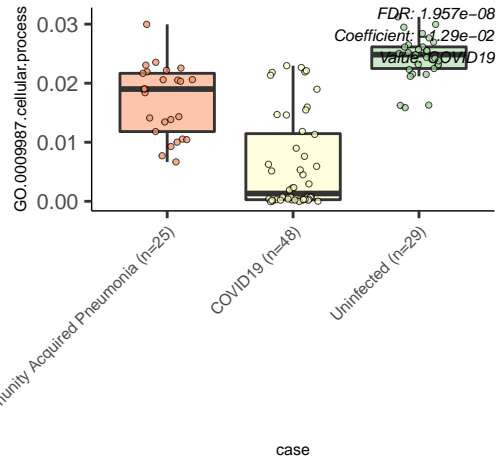 GO.0009987.cellular.process
0.03
0.02
0.01
0.00
FDR: 1.957e−08
Coefficient: −1.29e−02
Value: COVID19
munity Acquired Pneumonia (n=25)
COVID19 (n=48)
Uninfected (n=29)
case